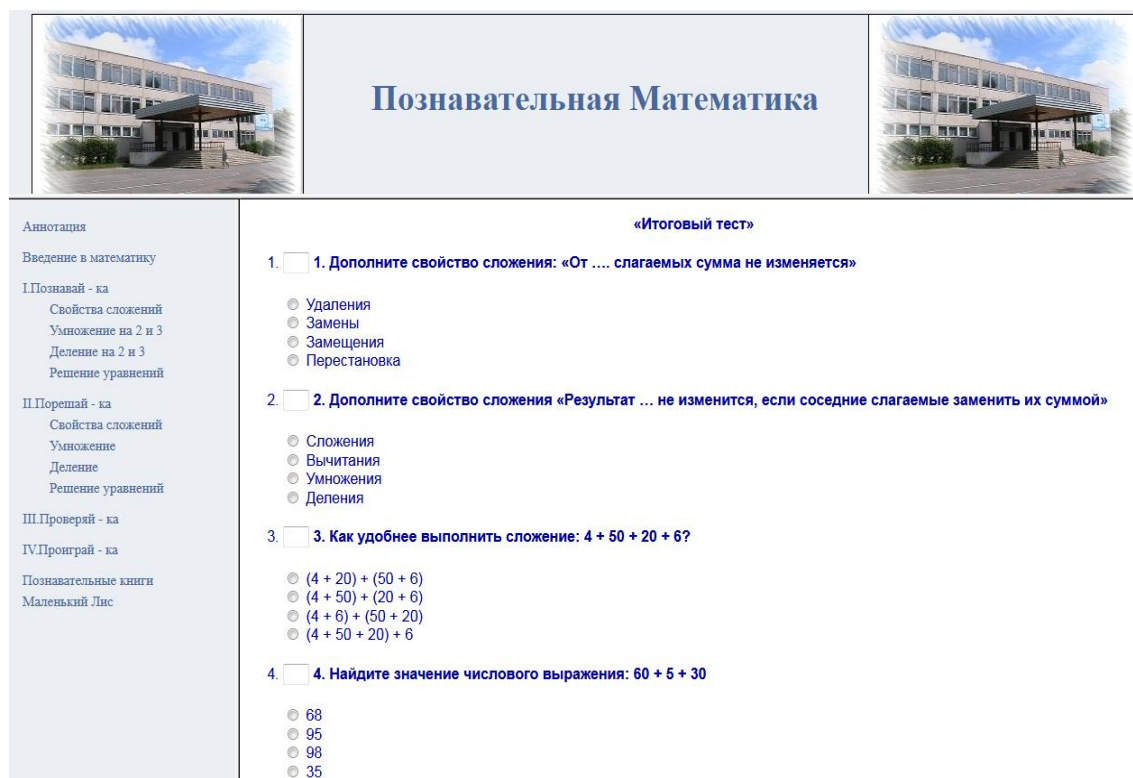 Познавательная Математика
Аннотация
Введение в математику
I.Познавай - ка
Свойства сложений
Умножение на 2 и 3
Деление на 2 и 3
Решение уравнений
II.Порешай - ка
Свойства сложений
Умножение
Деление
Решение уравнений
III.Проверяй - ка
IV.Проиграй - ка
Познавательные книги
Маленький Лис
«Итоговый тест»
1. 1. Дополните свойство сложения: «От …. слагаемых сумма не изменяется»
Удаления
Замены
Замещения
Перестановка
2. 2. Дополните свойство сложения «Результат … не изменится, если соседние слагаемые заменить их суммой»
Сложения
Вычитания
Умножения
Деления
3. 3. Как удобнее выполнить сложение: 4 + 50 + 20 + 6?
(4 + 20) + (50 + 6)
(4 + 50) + (20 + 6)
(4 + 6) + (50 + 20)
(4 + 50 + 20) + 6
4. 4. Найдите значение числового выражения: 60 + 5 + 30
68
95
98
35